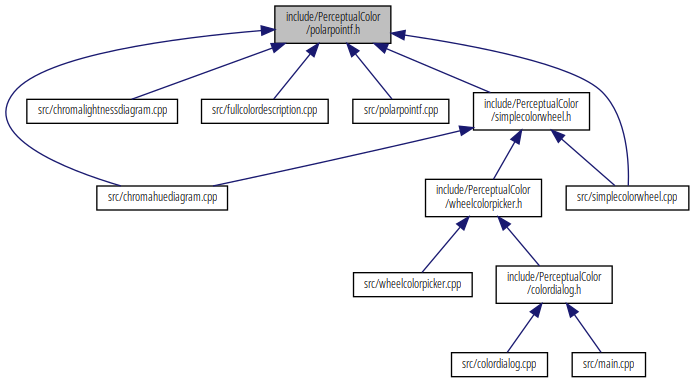 include/PerceptualColor
/polarpointf.h
src/chromalightnessdiagram.cpp
src/fullcolordescription.cpp
src/polarpointf.cpp
include/PerceptualColor
/simplecolorwheel.h
src/chromahuediagram.cpp
include/PerceptualColor
/wheelcolorpicker.h
src/simplecolorwheel.cpp
src/wheelcolorpicker.cpp
include/PerceptualColor
/colordialog.h
src/colordialog.cpp
src/main.cpp